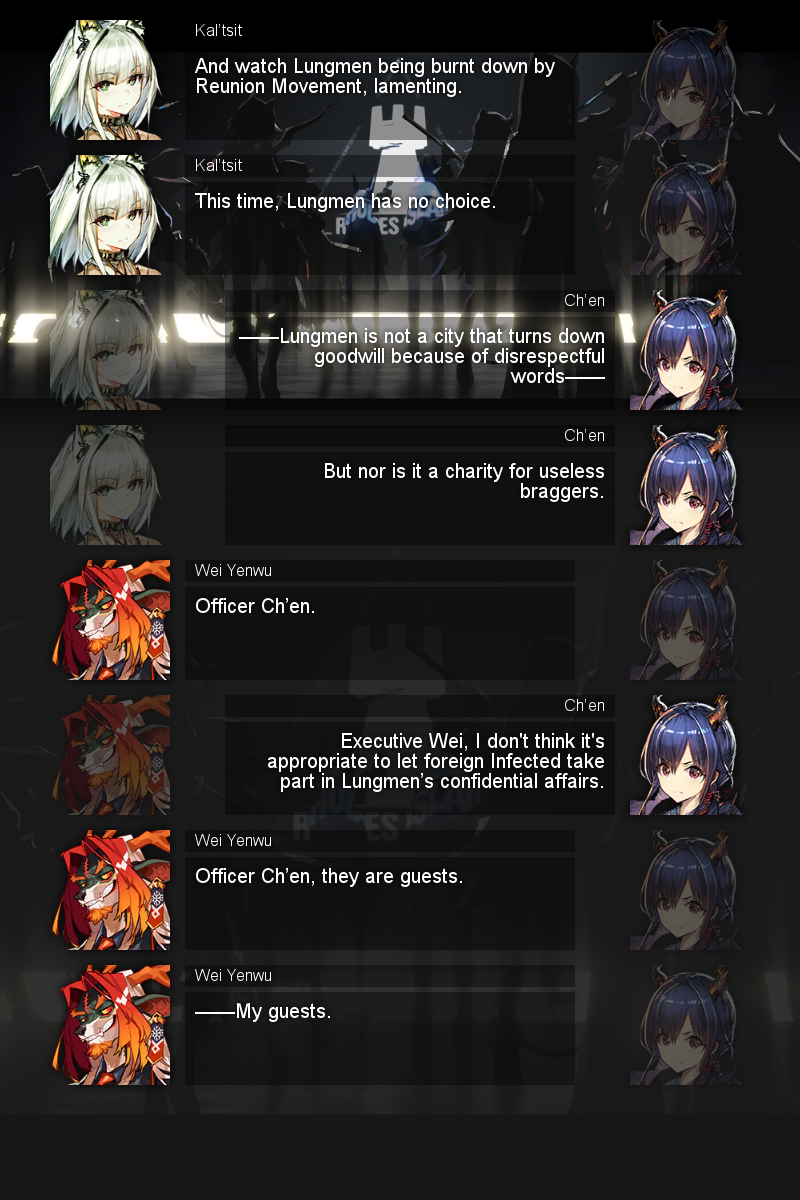 Kal'tsit
And watch Lungmen being burnt down by
Reunion Movement, lamenting.
Kal'tsit
This time, Lungmen has no choice.
Ch'en
——Lungmen is not a city that turns down
goodwill because of disrespectful
words——
Ch'en
But nor is it a charity for useless
braggers.
Wei Yenwu
Officer Ch'en.
Ch'en
Executive Wei, I don't think it's
appropriate to let foreign Infected take
part in Lungmen's confidential affairs.
Wei Yenwu
Officer Ch'en, they are guests.
Wei Yenwu
——My guests.